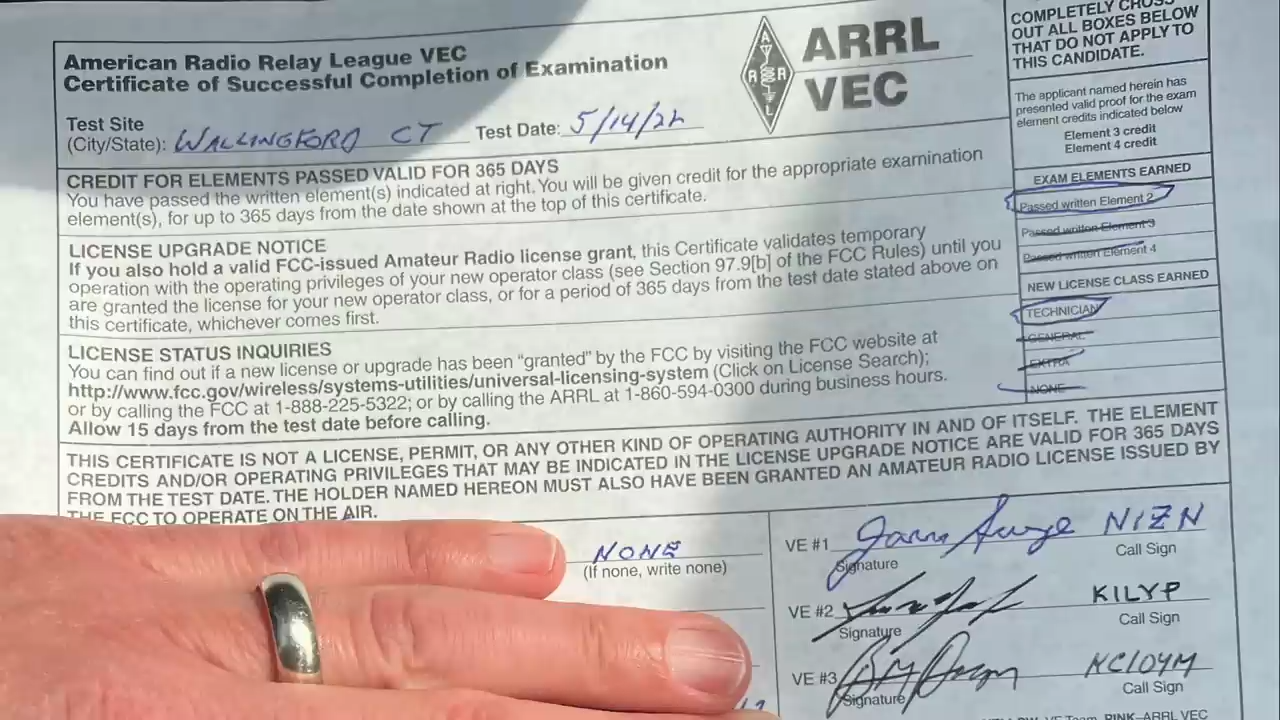 American Radio Relay League VEC
Certificate of Successful Completion of Examination
ARRL
VEC
A R R L
Test Site
(City/State): WALLINGFORD CT Test Date: 5/14/22
CREDIT FOR ELEMENTS PASSED VALID FOR 365 DAYS
You have passed the written element(s) indicated at right. You will be given credit for the appropriate examination
element(s), for up to 365 days from the date shown at the top of this certificate.
LICENSE UPGRADE NOTICE
If you also hold a valid FCC-issued Amateur Radio license grant, this Certificate validates temporary
operation with the operating privileges of your new operator class (see Section 97.9[b] of the FCC Rules) until you
are granted the license for your new operator class, or for a period of 365 days from the test date stated above on
this certificate, whichever comes first.
LICENSE STATUS INQUIRIES
You can find out if a new license or upgrade has been "granted" by the FCC by visiting the FCC website at
http://www.fcc.gov/wireless/systems-utilities/universal-licensing-system (Click on License Search);
or by calling the FCC at 1-888-225-5322; or by calling the ARRL at 1-860-594-0300 during business hours.
Allow 15 days from the test date before calling.
COMPLETELY CROSS
OUT ALL BOXES BELOW
THAT DO NOT APPLY TO
THIS CANDIDATE.
The applicant named herein has
presented valid proof for the exam
element credits indicated below
Element 3 credit
Element 4 credit
EXAM ELEMENTS EARNED
Passed written Element 2
Passed written Element 3
Passed written Element 4
NEW LICENSE CLASS EARNED
TECHNICIAN
GENERAL
EXTRA
NONE
THIS CERTIFICATE IS NOT A LICENSE, PERMIT, OR ANY OTHER KIND OF OPERATING AUTHORITY IN AND OF ITSELF. THE ELEMENT
CREDITS AND/OR OPERATING PRIVILEGES THAT MAY BE INDICATED IN THE LICENSE UPGRADE NOTICE ARE VALID FOR 365 DAYS
FROM THE TEST DATE. THE HOLDER NAMED HEREON MUST ALSO HAVE BEEN GRANTED AN AMATEUR RADIO LICENSE ISSUED BY
THE FCC TO OPERATE ON THE AIR.
NONE
(If none, write none)
VE #1 N1ZN
Signature Call Sign
VE #2 K1LYP
Signature Call Sign
VE #3 KC1OYM
Signature Call Sign
VE Team, PINK–ARRL VEC